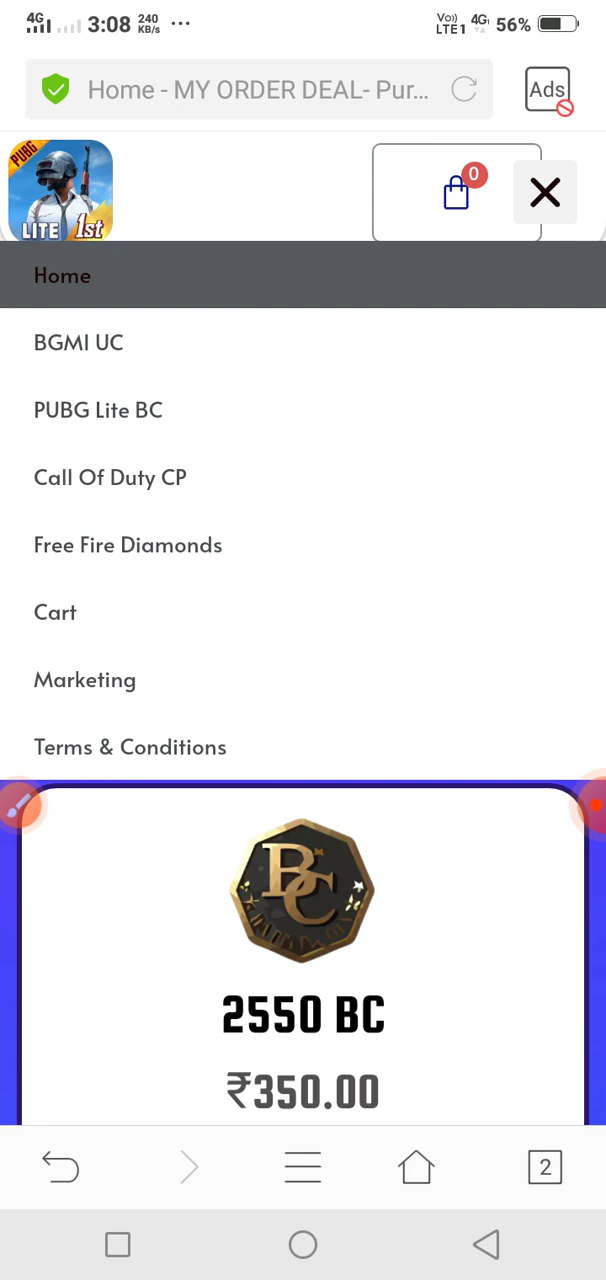 4G 3:08 240 KB/s ... Vo)) LTE1 4G 56%
Home - MY ORDER DEAL- Pur... Ads
PUBG
LITE 1st
0
Home
BGMI UC
PUBG Lite BC
Call Of Duty CP
Free Fire Diamonds
Cart
Marketing
Terms & Conditions
BC
2550 BC
₹350.00
2